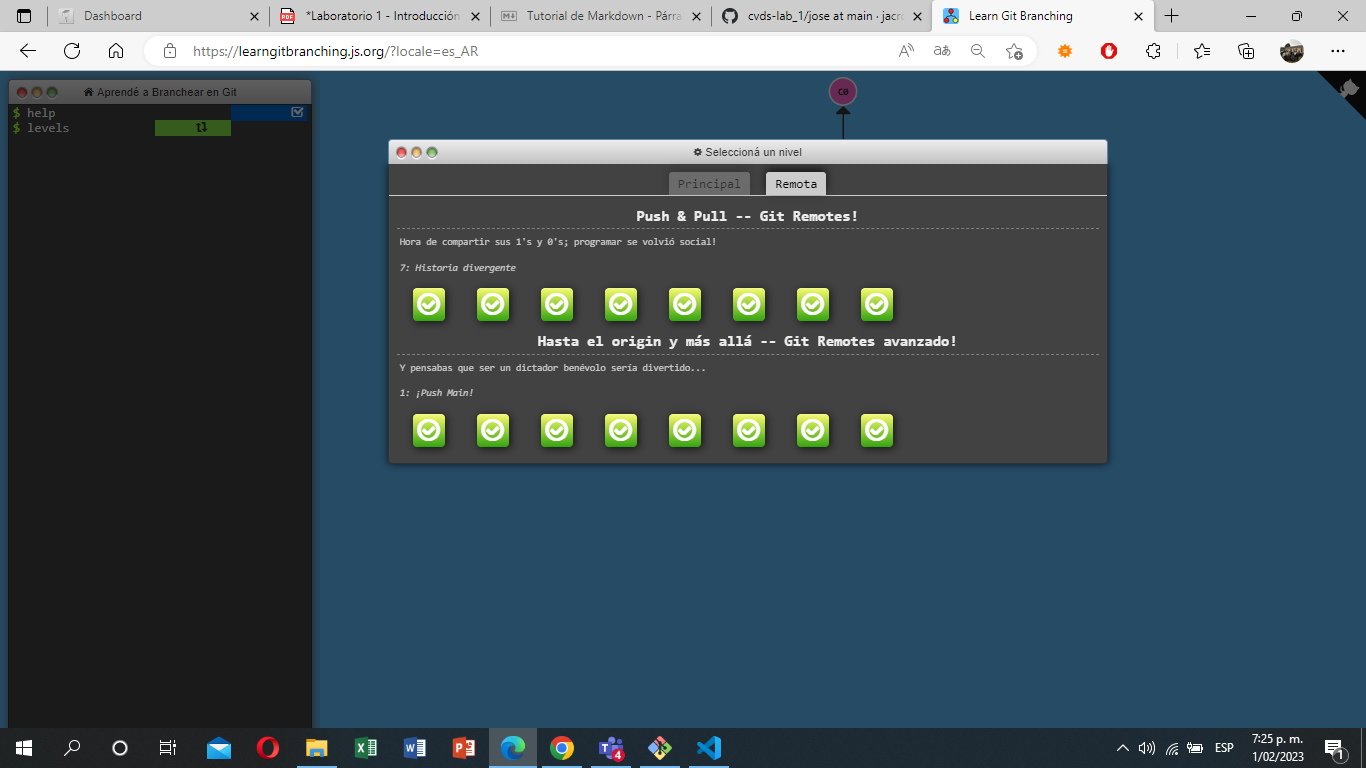 Dashboard
*Laboratorio 1 - Introducción
Tutorial de Markdown - Párra
cvds-lab_1/jose at main · jacro
Learn Git Branching
https://learngitbranching.js.org/?locale=es_AR
Aprendé a Branchear en Git
$ help
$ levels
C0
Seleccioná un nivel
Principal
Remota
Push & Pull -- Git Remotes!
Hora de compartir sus 1's y 0's; programar se volvió social!
7: Historia divergente
Hasta el origin y más allá -- Git Remotes avanzado!
Y pensabas que ser un dictador benévolo sería divertido...
1: ¡Push Main!
ESP
7:25 p. m.
1/02/2023